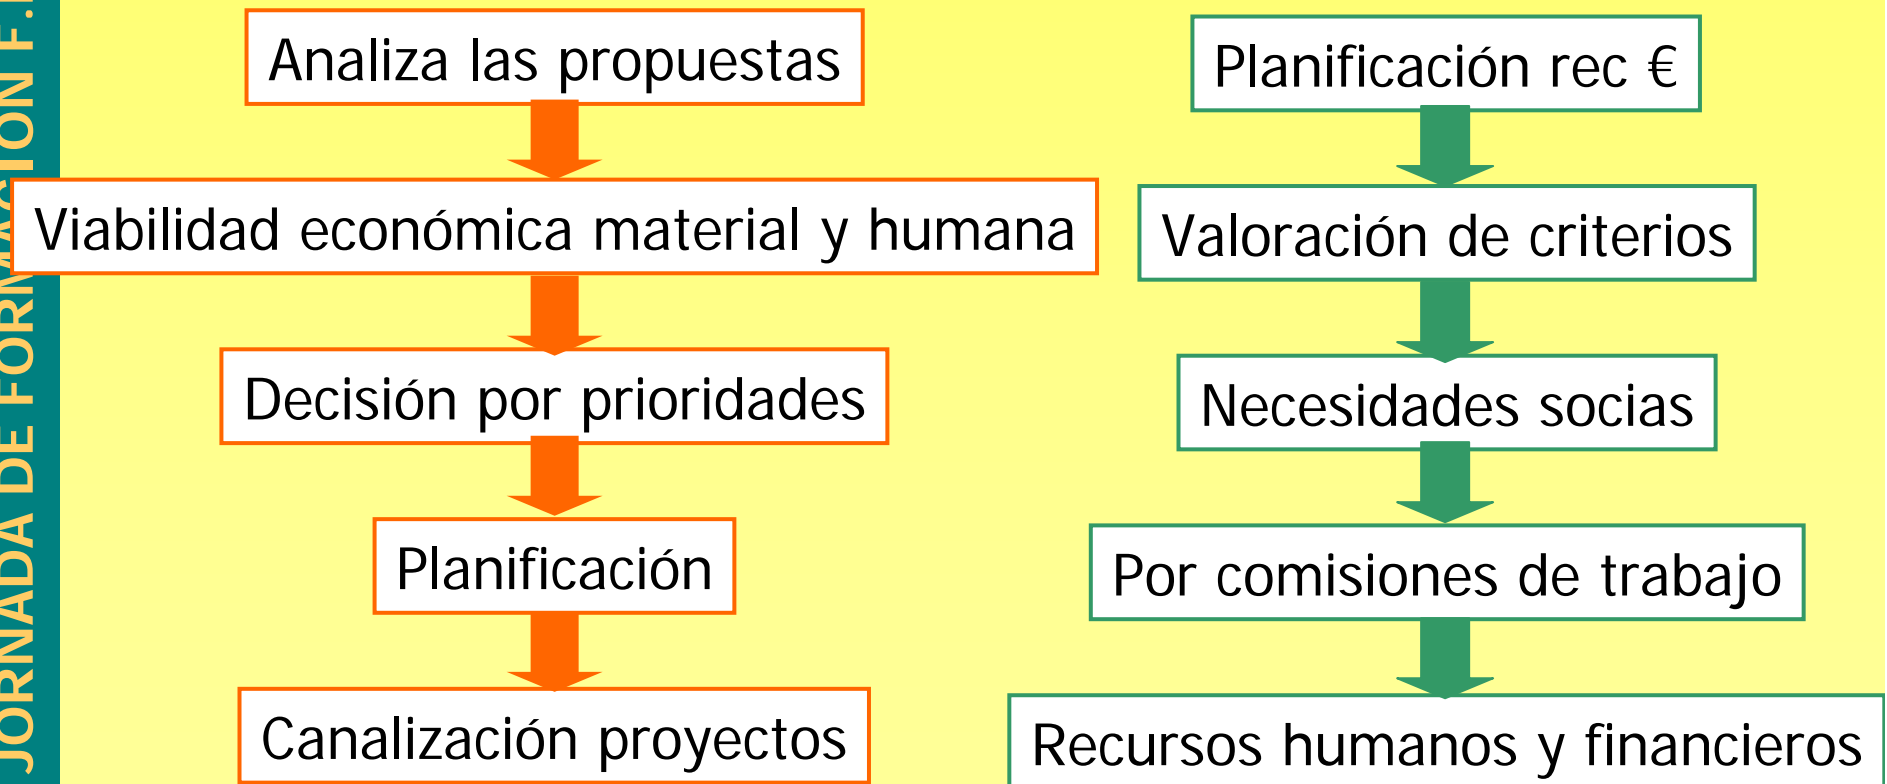 JORNADA DE FORMACION F.
Analiza las propuestas
Viabilidad económica material y humana
Decisión por prioridades
Planificación
Canalización proyectos
Planificación rec €
Valoración de criterios
Necesidades socias
Por comisiones de trabajo
Recursos humanos y financieros